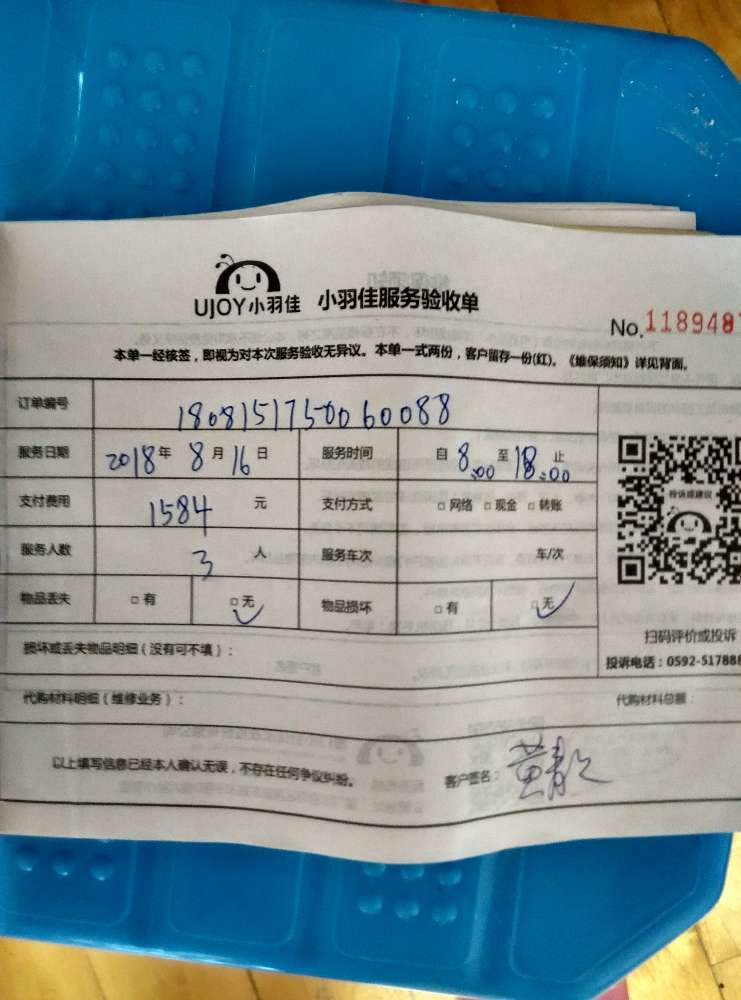 UJOY小羽佳 小羽佳服务验收单
No.118948
本单一经核签，即视为对本次服务验收无异议。本单一式两份，客户留存一份(红)。《维保须知》详见背面。
订单编号 180815175060088
服务日期 2018年 8月16日 服务时间 自 8:00 至 18:00 止
支付费用 1584 元 支付方式 □ 网络 □ 现金 □ 转账
服务人数 3 人 服务车次 车/次
物品丢失 □ 有 □ 无 物品损坏 □ 有 □ 无
投诉或建议
扫码评价或投诉
投诉电话：0592-517888
损坏或丢失物品明细（没有可不填）：
代购材料明细（维修业务）： 代购材料总额
以上填写信息已经本人确认无误，不存在任何争议纠纷。 客户签名：